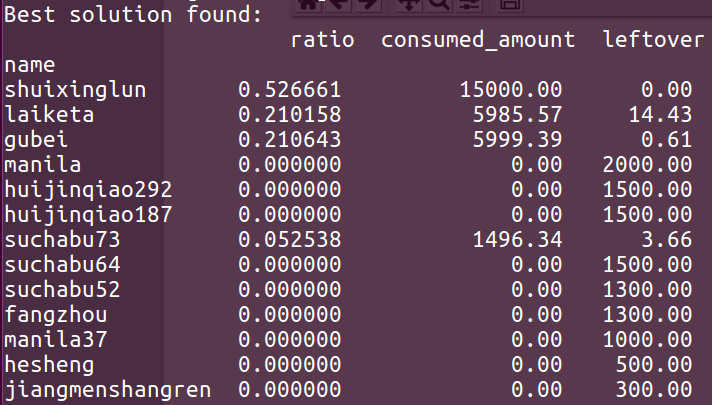 Best solution found:
ratio consumed_amount leftover
name
shuixinglun 0.526661 15000.00 0.00
laiketa 0.210158 5985.57 14.43
gubei 0.210643 5999.39 0.61
manila 0.000000 0.00 2000.00
huijinqiao292 0.000000 0.00 1500.00
huijinqiao187 0.000000 0.00 1500.00
suchabu73 0.052538 1496.34 3.66
suchabu64 0.000000 0.00 1500.00
suchabu52 0.000000 0.00 1300.00
fangzhou 0.000000 0.00 1300.00
manila37 0.000000 0.00 1000.00
hesheng 0.000000 0.00 500.00
jiangmenshangren 0.000000 0.00 300.00